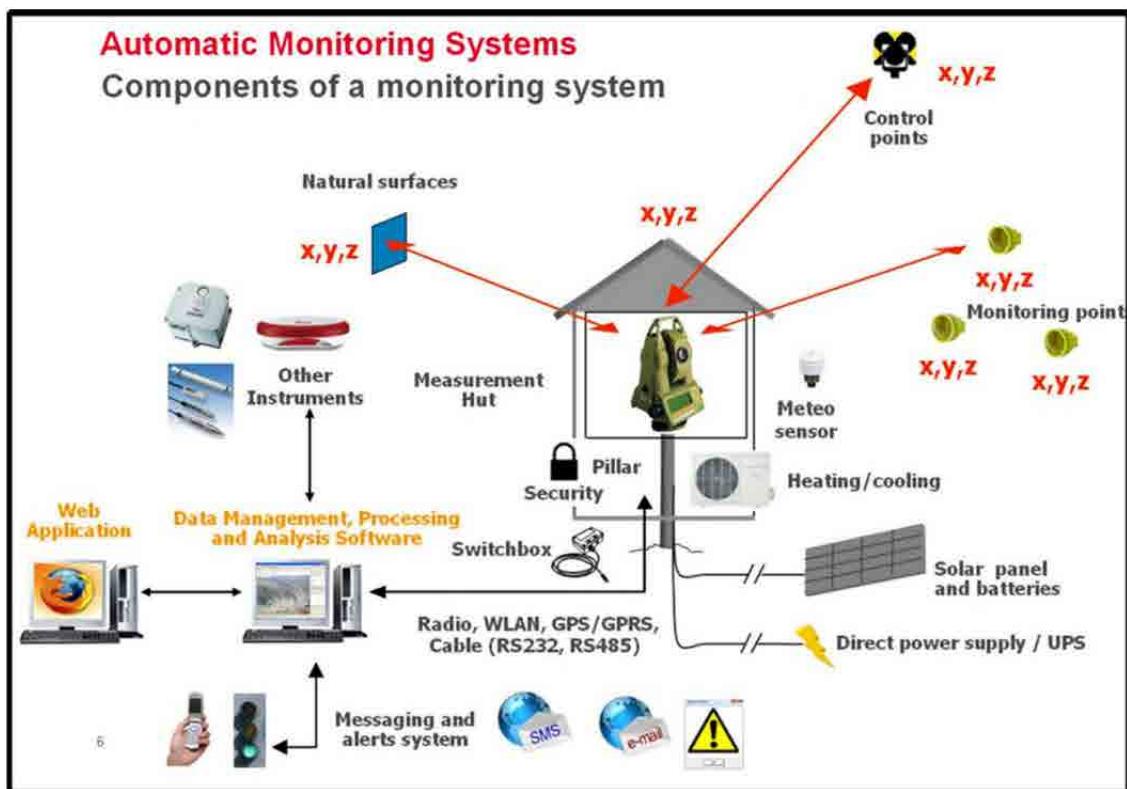 Automatic Monitoring Systems
Components of a monitoring system
x,y,z
Control
points
Natural surfaces
x,y,z
x,y,z
x,y,z
Monitoring point
x,y,z
x,y,z
Other
Instruments
Measurement
Hut
Meteo
sensor
Pillar
Security
Heating/cooling
Web
Application
Data Management, Processing
and Analysis Software
Switchbox
Solar panel
and batteries
Radio, WLAN, GPS/GPRS,
Cable (RS232, RS485)
Direct power supply / UPS
Messaging and
alerts system
SMS
e-mail
6